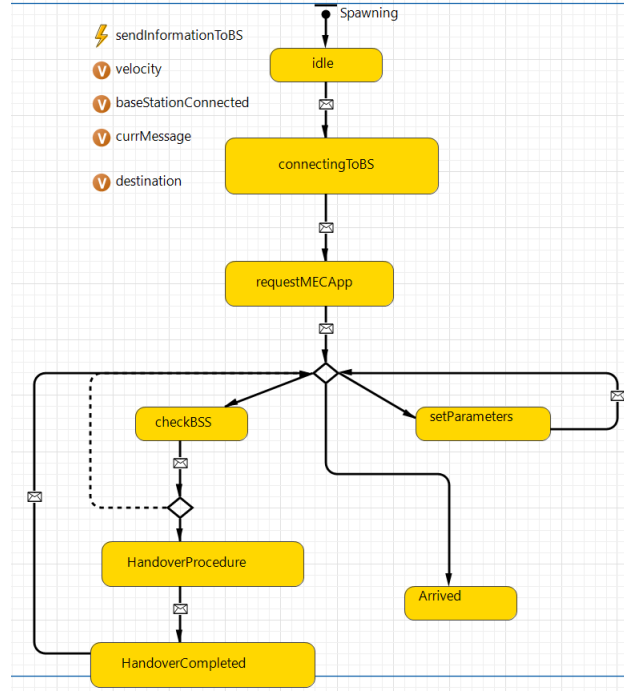 Spawning
sendInformationToBS
velocity
baseStationConnected
currMessage
destination
idle
connectingToBS
requestMECApp
checkBSS
setParameters
HandoverProcedure
Arrived
HandoverCompleted